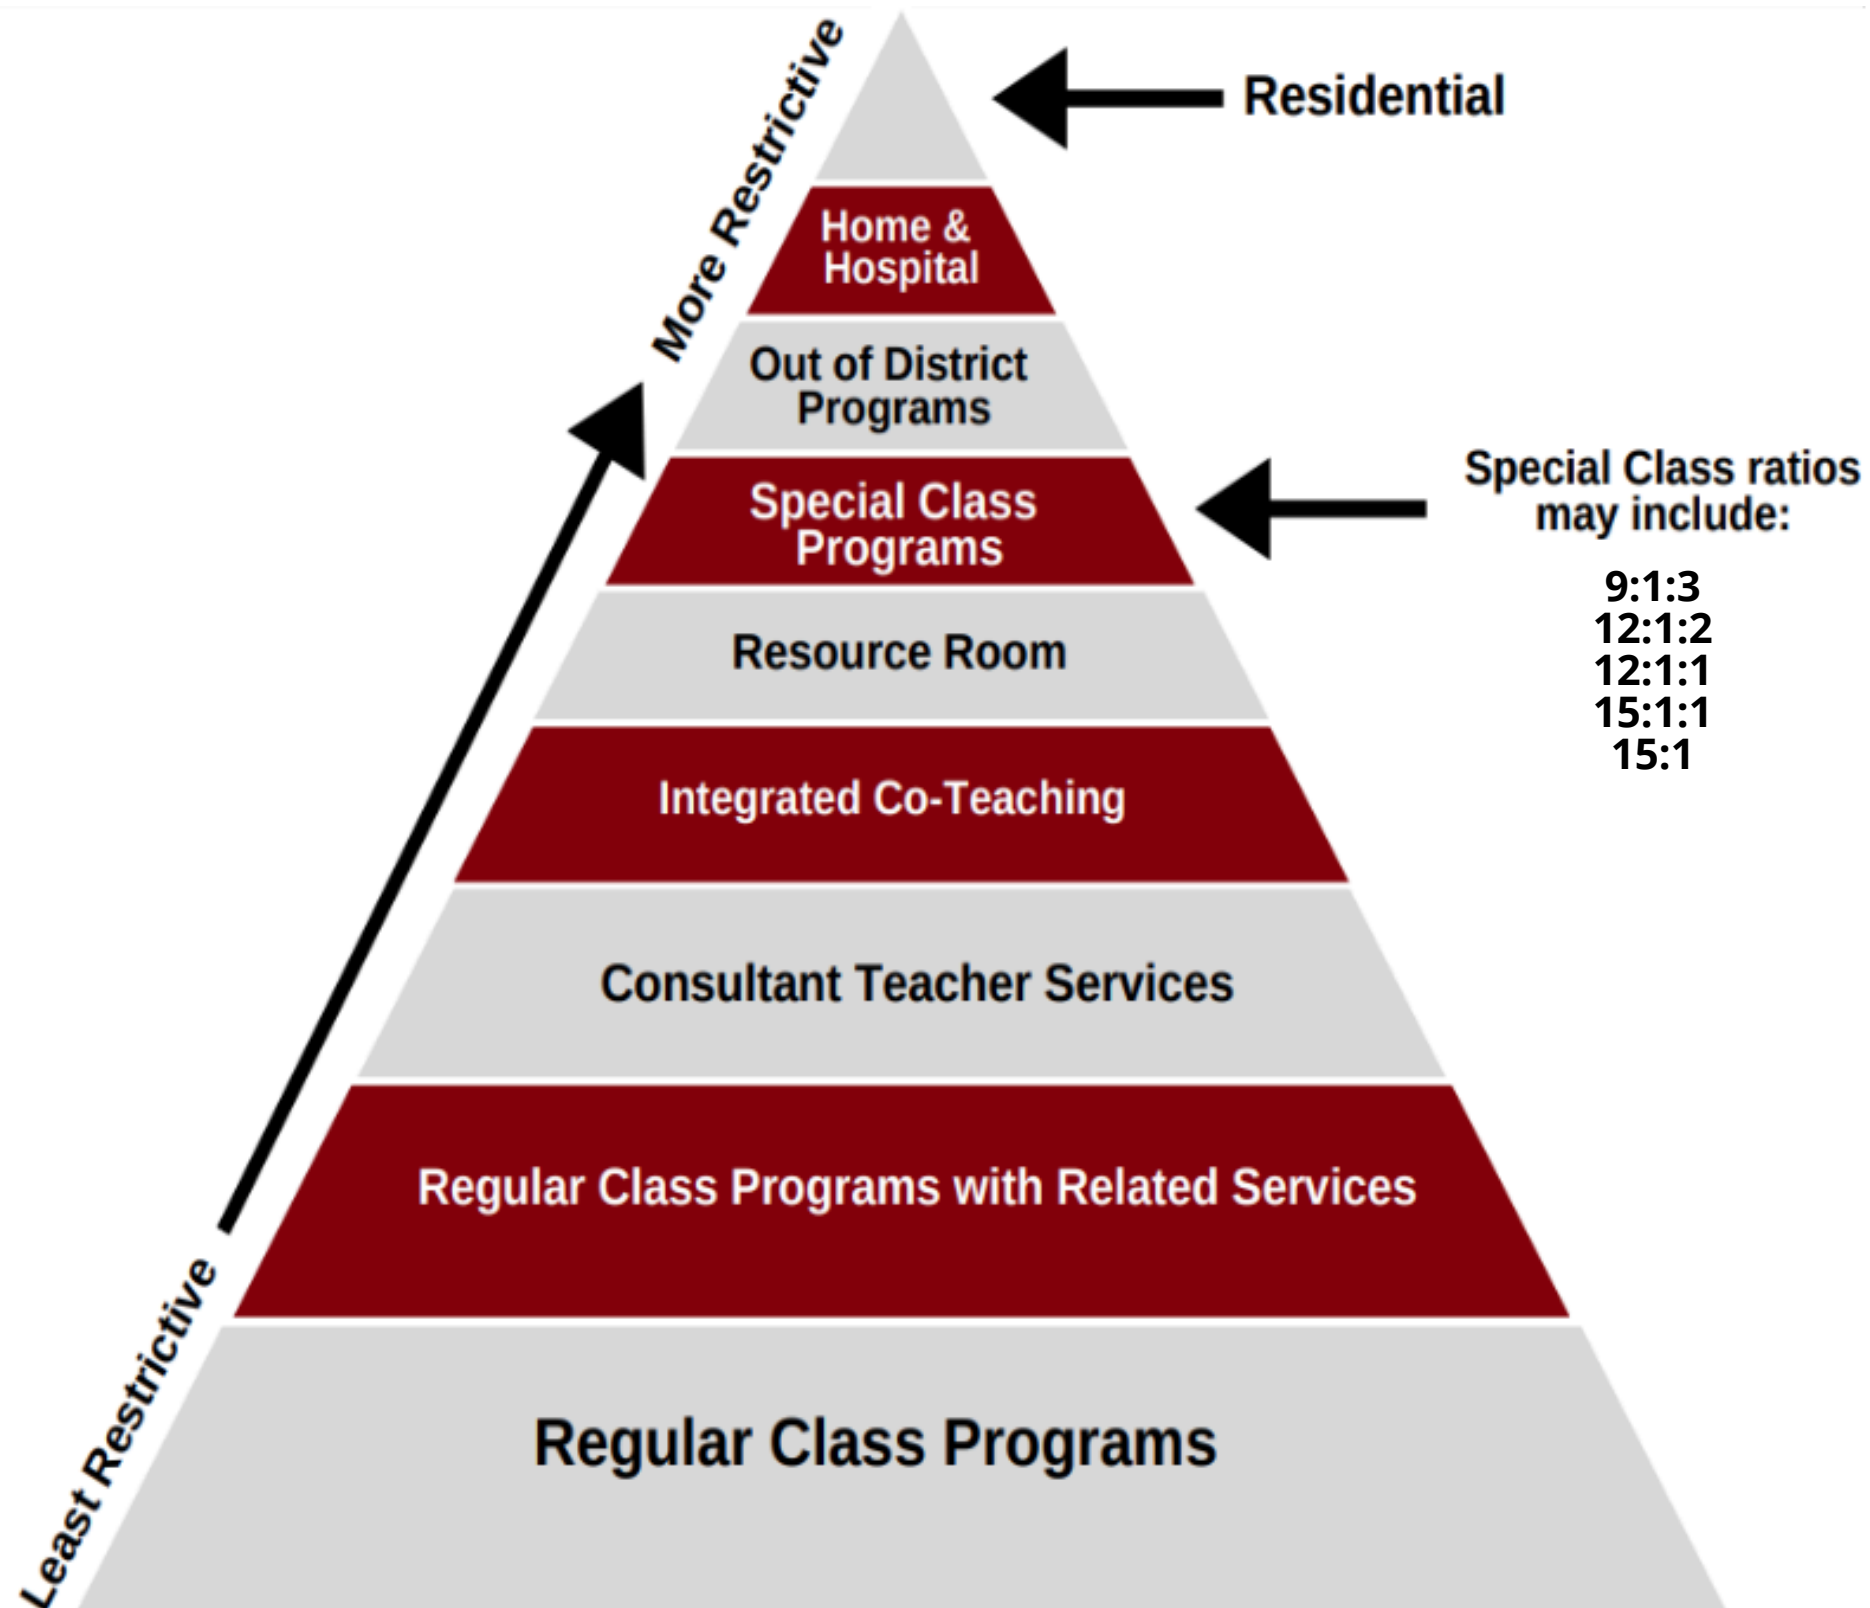 More Restrictive
Residential
Home &
Hospital
Out of District
Programs
Special Class
Programs
Special Class ratios
may include:
9:1:3
12:1:2
12:1:1
15:1:1
15:1
Resource Room
Integrated Co-Teaching
Consultant Teacher Services
Regular Class Programs with Related Services
Least Restrictive
Regular Class Programs